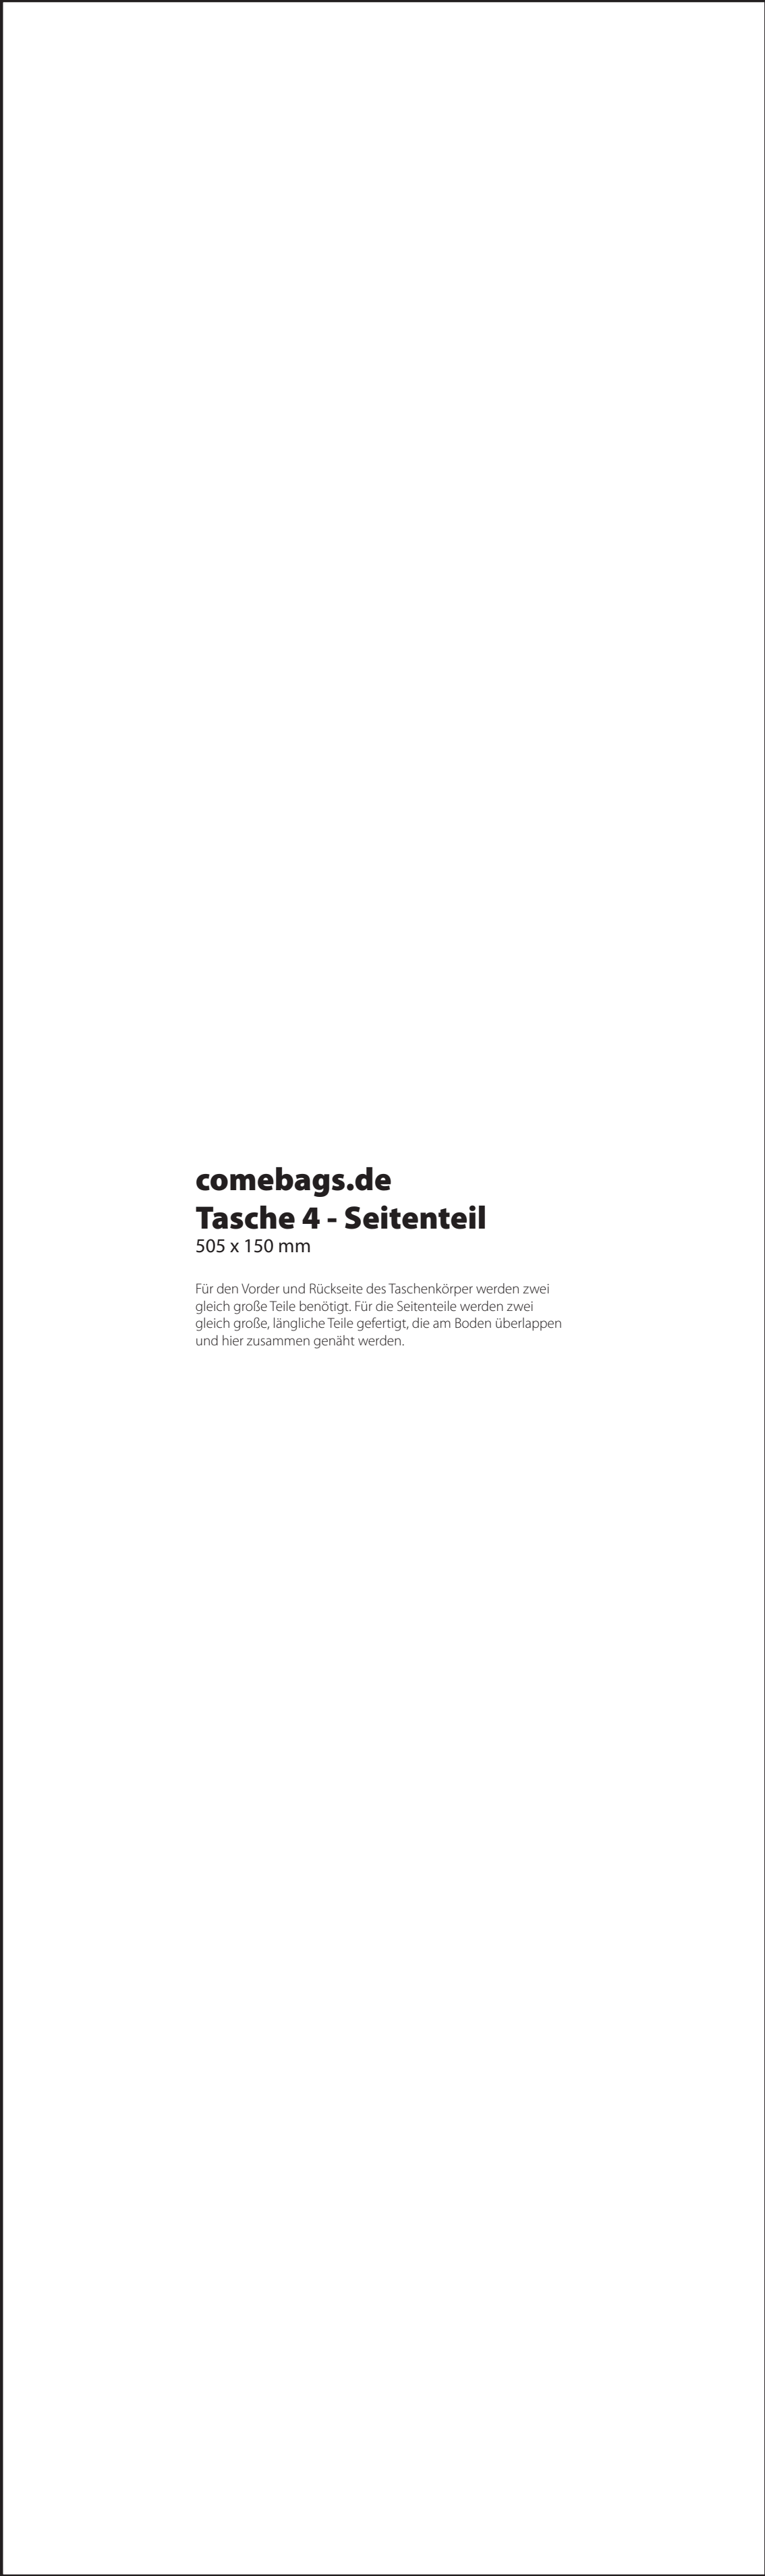 comebags.de
Tasche 4 - Seitenteil
505 x 150 mm
Für den Vorder und Rückseite des Taschenkörper werden zwei
gleich große Teile benötigt. Für die Seitenteile werden zwei
gleich große, längliche Teile gefertigt, die am Boden überlappen
und hier zusammen genäht werden.